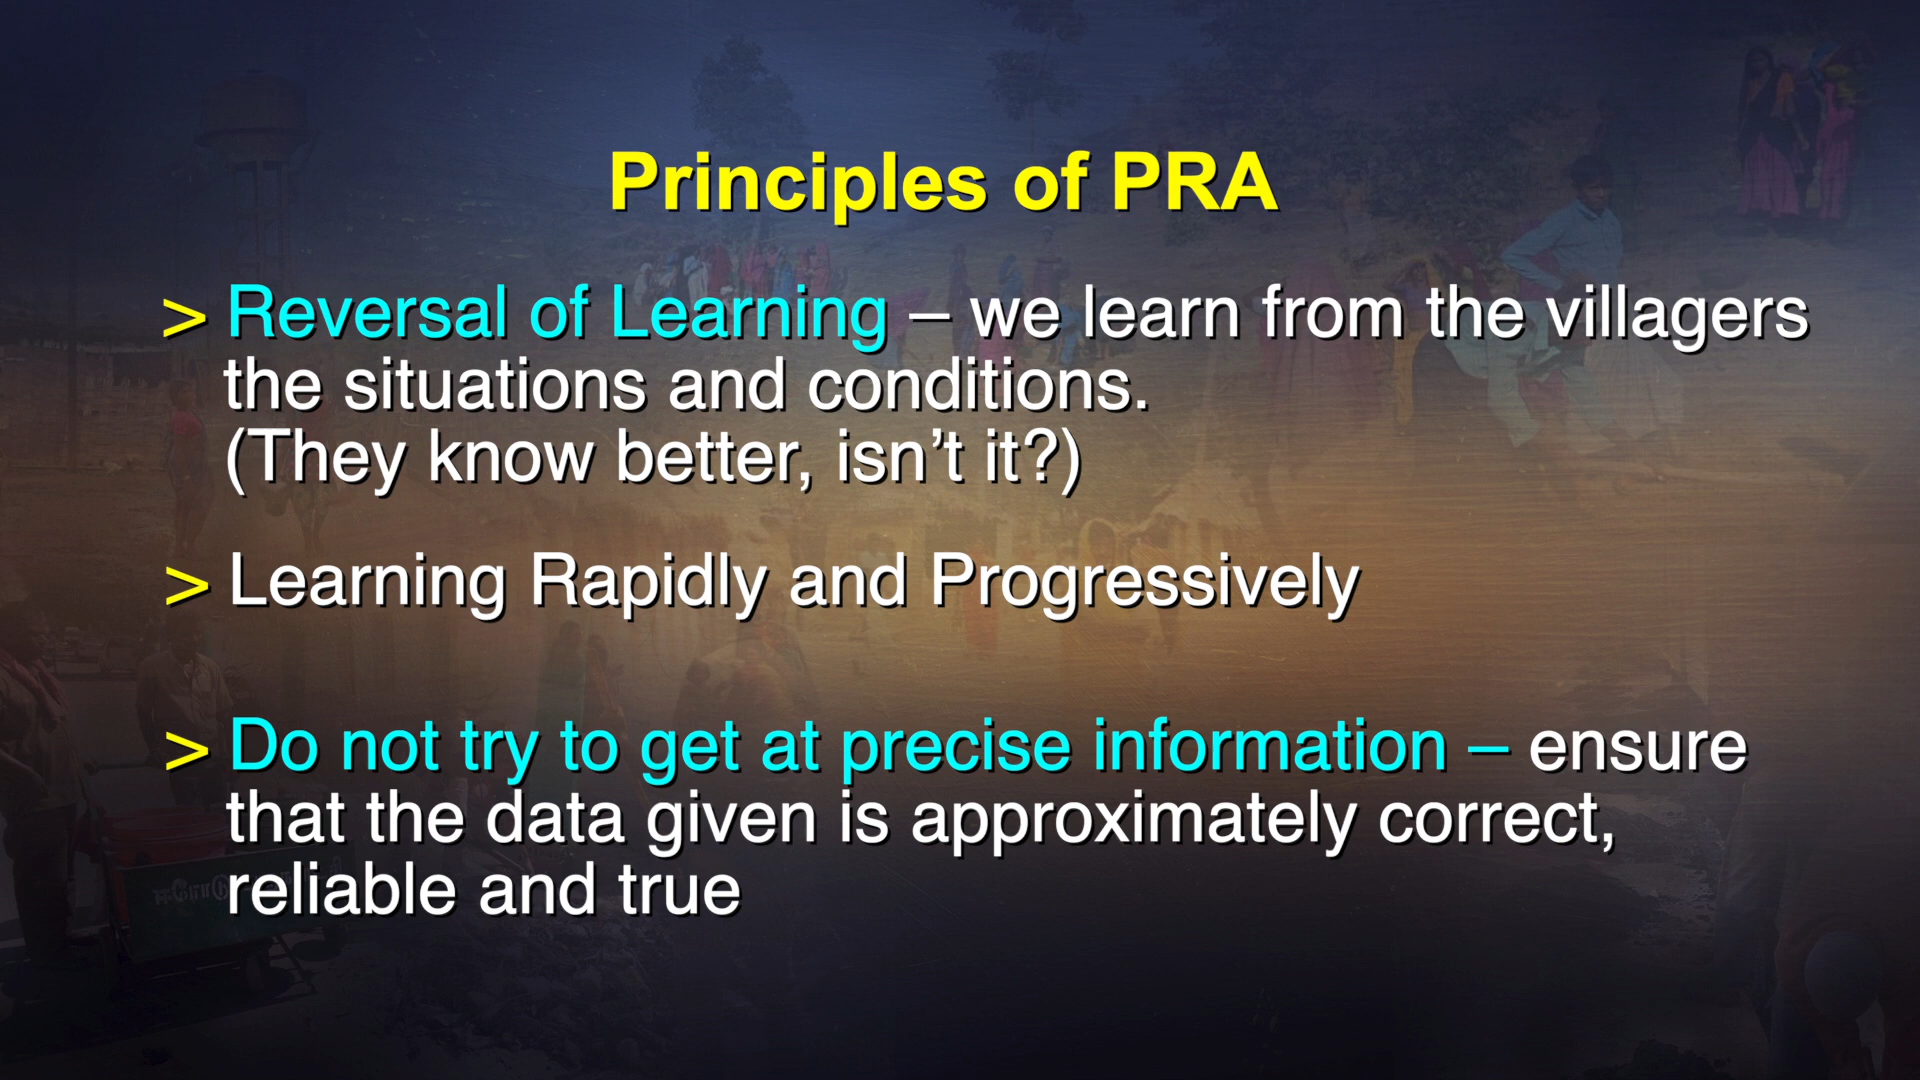 Principles of PRA
> Reversal of Learning – we learn from the villagers
the situations and conditions.
(They know better, isn’t it?)
> Learning Rapidly and Progressively
> Do not try to get at precise information – ensure
that the data given is approximately correct,
reliable and true